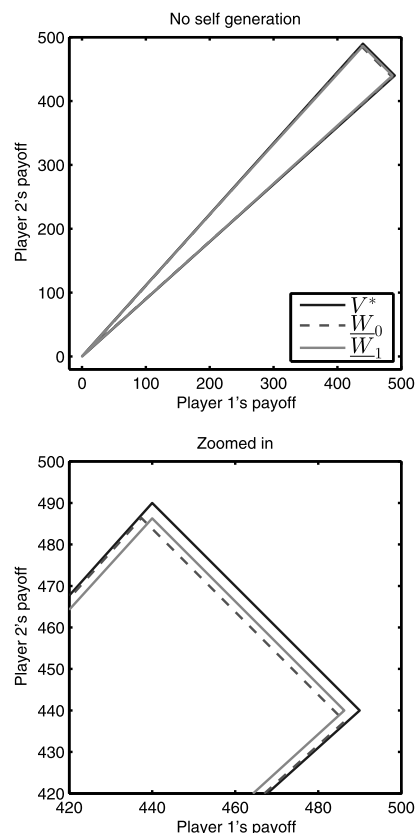 No self generation
500
400
300
200
100
0
Player 2's payoff
0 100 200 300 400 500
Player 1's payoff
V*
W_0
W_1
Zoomed in
500
490
480
470
460
450
440
430
420
Player 2's payoff
420 440 460 480 500
Player 1's payoff